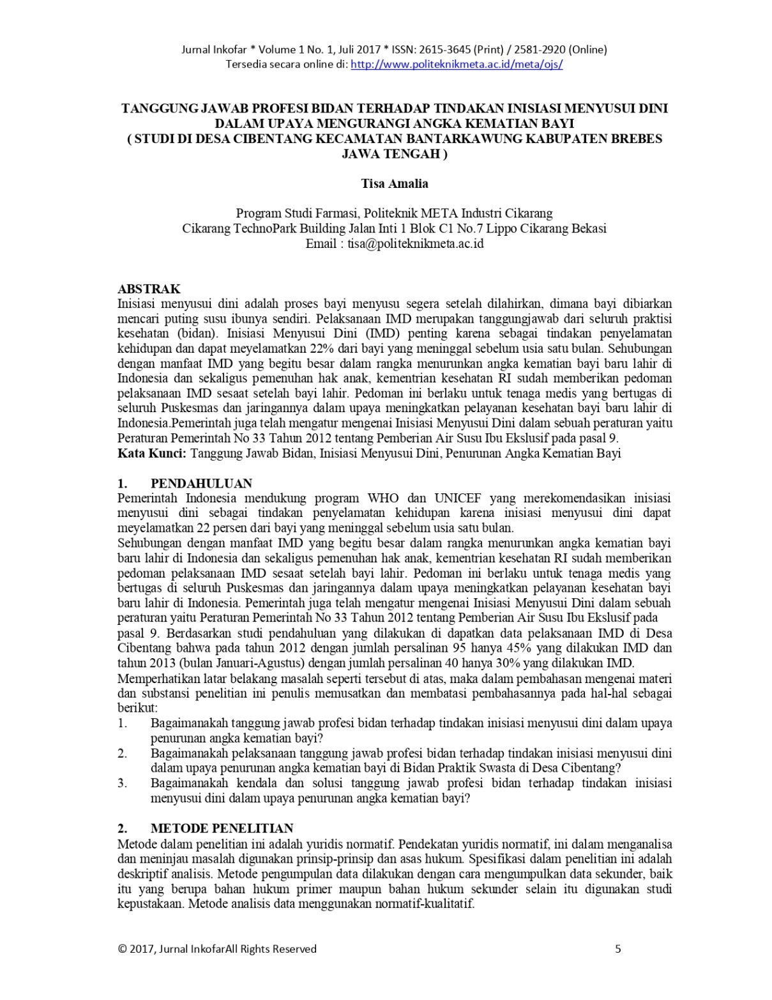 Jurnal Inkofar * Volume 1 No. 1, Juli 2017 * ISSN: 2615-3645 (Print) / 2581-2920 (Online)
Tersedia secara online di: http://www.politeknikmeta.ac.id/meta/ojs/
TANGGUNG JAWAB PROFESI BIDAN TERHADAP TINDAKAN INISIASI MENYUSUI DINI
DALAM UPAYA MENGURANGI ANGKA KEMATIAN BAYI
( STUDI DI DESA CIBENTANG KECAMATAN BANTARKAWUNG KABUPATEN BREBES
JAWA TENGAH )
Tisa Amalia
Program Studi Farmasi, Politeknik META Industri Cikarang
Cikarang TechnoPark Building Jalan Inti 1 Blok C1 No.7 Lippo Cikarang Bekasi
Email : tisa@politeknikmeta.ac.id
ABSTRAK
Inisiasi menyusui dini adalah proses bayi menyusu segera setelah dilahirkan, dimana bayi dibiarkan
mencari puting susu ibunya sendiri. Pelaksanaan IMD merupakan tanggungjawab dari seluruh praktisi
kesehatan (bidan). Inisiasi Menyusui Dini (IMD) penting karena sebagai tindakan penyelamatan
kehidupan dan dapat meyelamatkan 22% dari bayi yang meninggal sebelum usia satu bulan. Sehubungan
dengan manfaat IMD yang begitu besar dalam rangka menurunkan angka kematian bayi baru lahir di
Indonesia dan sekaligus pemenuhan hak anak, kementrian kesehatan RI sudah memberikan pedoman
pelaksanaan IMD sesaat setelah bayi lahir. Pedoman ini berlaku untuk tenaga medis yang bertugas di
seluruh Puskesmas dan jaringannya dalam upaya meningkatkan pelayanan kesehatan bayi baru lahir di
Indonesia.Pemerintah juga telah mengatur mengenai Inisiasi Menyusui Dini dalam sebuah peraturan yaitu
Peraturan Pemerintah No 33 Tahun 2012 tentang Pemberian Air Susu Ibu Ekslusif pada pasal 9.
Kata Kunci: Tanggung Jawab Bidan, Inisiasi Menyusui Dini, Penurunan Angka Kematian Bayi
1. PENDAHULUAN
Pemerintah Indonesia mendukung program WHO dan UNICEF yang merekomendasikan inisiasi
menyusui dini sebagai tindakan penyelamatan kehidupan karena inisiasi menyusui dini dapat
meyelamatkan 22 persen dari bayi yang meninggal sebelum usia satu bulan.
Sehubungan dengan manfaat IMD yang begitu besar dalam rangka menurunkan angka kematian bayi
baru lahir di Indonesia dan sekaligus pemenuhan hak anak, kementrian kesehatan RI sudah memberikan
pedoman pelaksanaan IMD sesaat setelah bayi lahir. Pedoman ini berlaku untuk tenaga medis yang
bertugas di seluruh Puskesmas dan jaringannya dalam upaya meningkatkan pelayanan kesehatan bayi
baru lahir di Indonesia. Pemerintah juga telah mengatur mengenai Inisiasi Menyusui Dini dalam sebuah
peraturan yaitu Peraturan Pemerintah No 33 Tahun 2012 tentang Pemberian Air Susu Ibu Ekslusif pada
pasal 9. Berdasarkan studi pendahuluan yang dilakukan di dapatkan data pelaksanaan IMD di Desa
Cibentang bahwa pada tahun 2012 dengan jumlah persalinan 95 hanya 45% yang dilakukan IMD dan
tahun 2013 (bulan Januari-Agustus) dengan jumlah persalinan 40 hanya 30% yang dilakukan IMD.
Memperhatikan latar belakang masalah seperti tersebut di atas, maka dalam pembahasan mengenai materi
dan substansi penelitian ini penulis memusatkan dan membatasi pembahasannya pada hal-hal sebagai
berikut:
1. Bagaimanakah tanggung jawab profesi bidan terhadap tindakan inisiasi menyusui dini dalam upaya
penurunan angka kematian bayi?
2. Bagaimanakah pelaksanaan tanggung jawab profesi bidan terhadap tindakan inisiasi menyusui dini
dalam upaya penurunan angka kematian bayi di Bidan Praktik Swasta di Desa Cibentang?
3. Bagaimanakah kendala dan solusi tanggung jawab profesi bidan terhadap tindakan inisiasi
menyusui dini dalam upaya penurunan angka kematian bayi?
2. METODE PENELITIAN
Metode dalam penelitian ini adalah yuridis normatif. Pendekatan yuridis normatif, ini dalam menganalisa
dan meninjau masalah digunakan prinsip-prinsip dan asas hukum. Spesifikasi dalam penelitian ini adalah
deskriptif analisis. Metode pengumpulan data dilakukan dengan cara mengumpulkan data sekunder, baik
itu yang berupa bahan hukum primer maupun bahan hukum sekunder selain itu digunakan studi
kepustakaan. Metode analisis data menggunakan normatif-kualitatif.
© 2017, Jurnal InkofarAll Rights Reserved 5